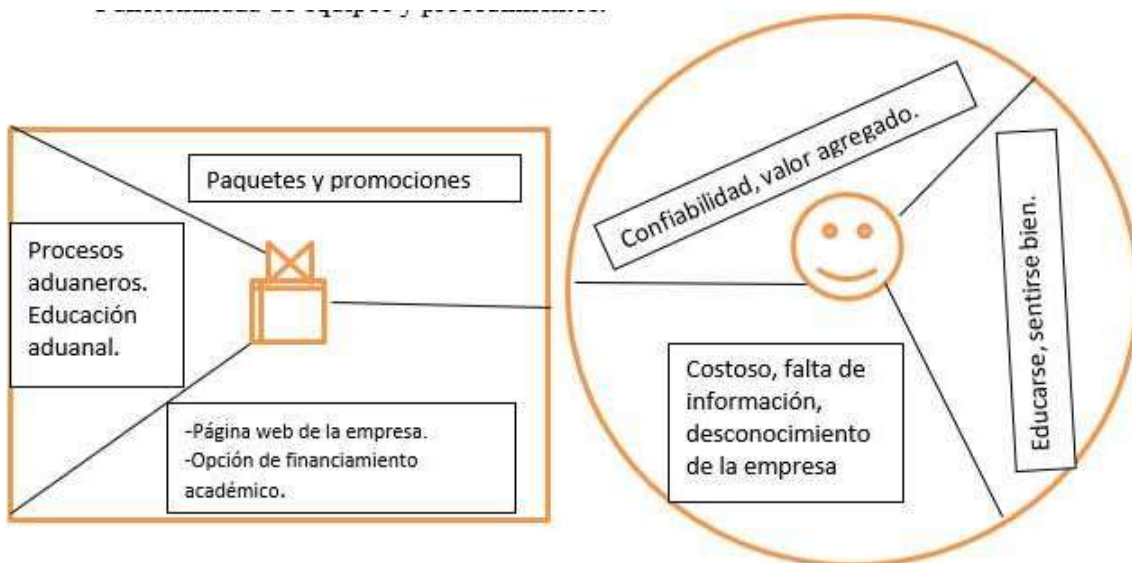 Paquetes y promociones
Procesos
aduaneros.
Educación
aduanal.
-Página web de la empresa.
-Opción de financiamiento
académico.
Confiabilidad, valor agregado.
Educarse, sentirse bien.
Costoso, falta de
información,
desconocimiento
de la empresa